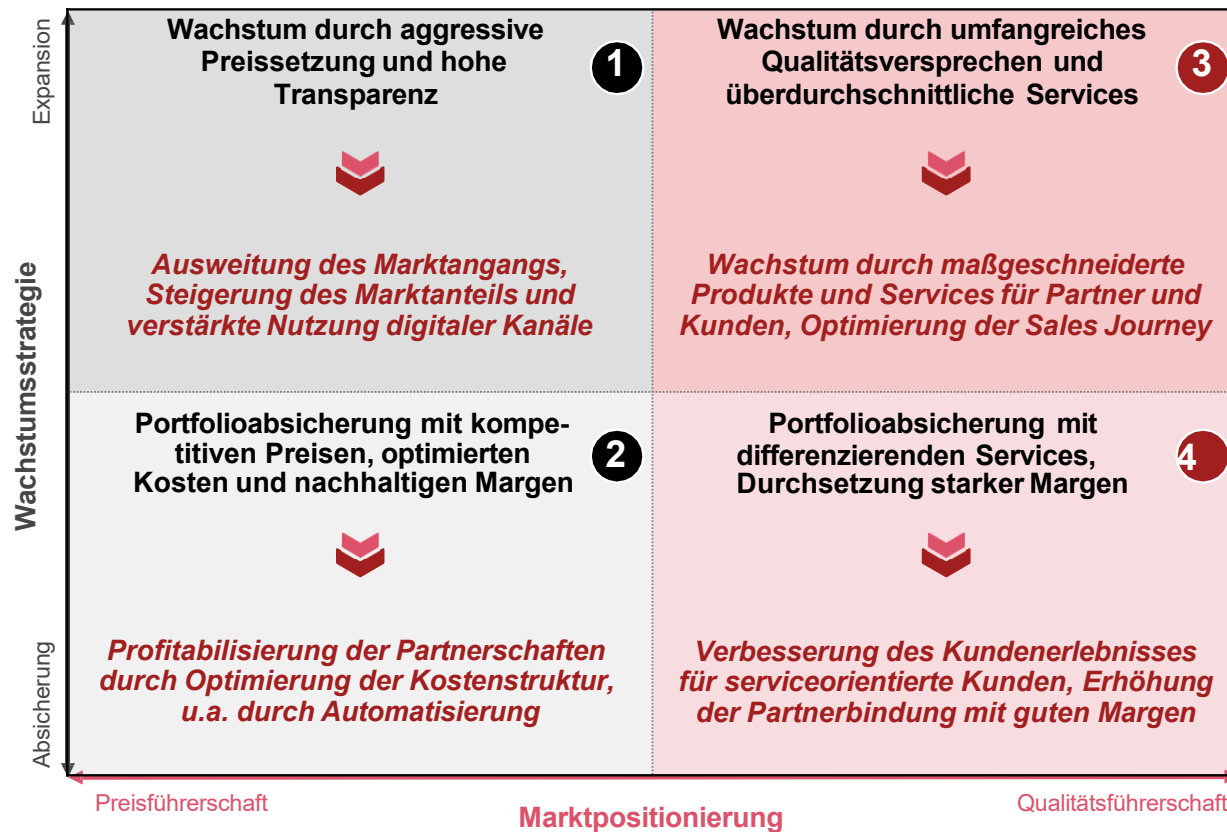 Expansion
Wachstumsstrategie
Absicherung
Wachstum durch aggressive
Preissetzung und hohe
Transparenz
1
Ausweitung des Marktangangs,
Steigerung des Marktanteils und
verstärkte Nutzung digitaler Kanäle
Wachstum durch umfangreiches
Qualitätsversprechen und
überdurchschnittliche Services
3
Wachstum durch maßgeschneiderte
Produkte und Services für Partner und
Kunden, Optimierung der Sales Journey
Portfolioabsicherung mit kompe-
titiven Preisen, optimierten
Kosten und nachhaltigen Margen
2
Profitabilisierung der Partnerschaften
durch Optimierung der Kostenstruktur,
u.a. durch Automatisierung
Portfolioabsicherung mit
differenzierenden Services,
Durchsetzung starker Margen
4
Verbesserung des Kundenerlebnisses
für serviceorientierte Kunden, Erhöhung
der Partnerbindung mit guten Margen
Preisführerschaft
Marktpositionierung
Qualitätsführerschaft